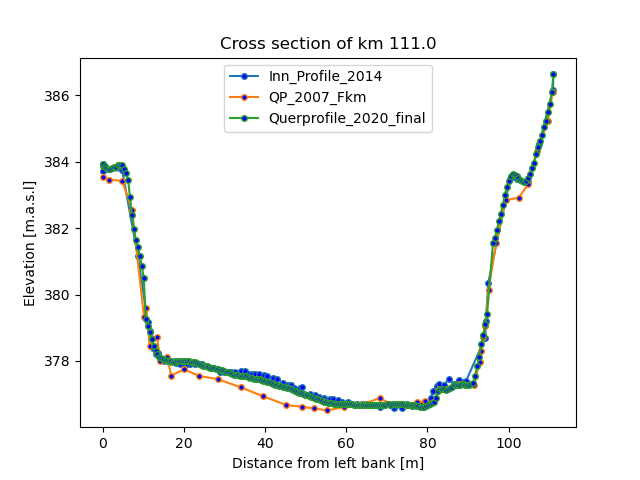 Cross section of km 111.0
Inn_Profile_2014
QP_2007_Fkm
Querprofile_2020_final
Elevation [m.a.s.l]
386
384
382
380
378
0 20 40 60 80 100
Distance from left bank [m]